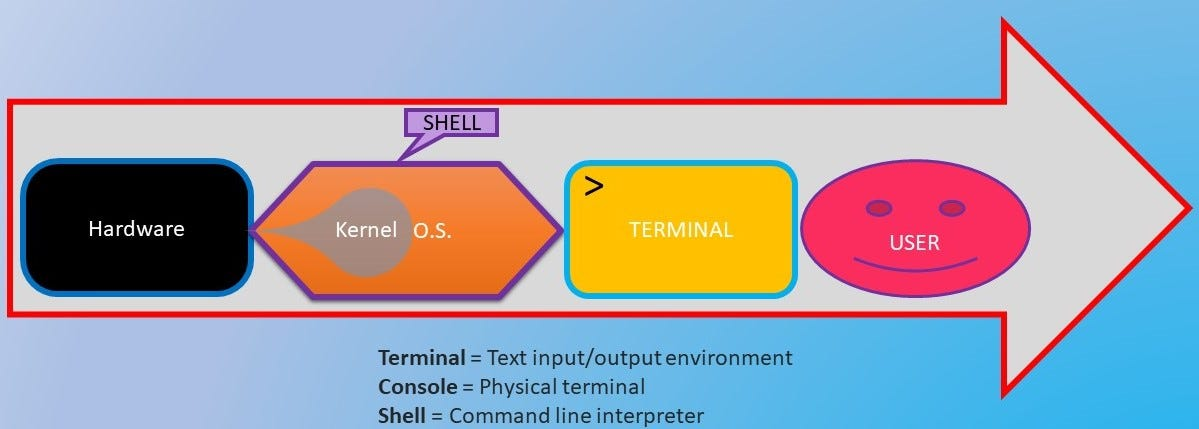 SHELL
Hardware
Kernel O.S.
>
TERMINAL
USER
Terminal = Text input/output environment
Console = Physical terminal
Shell = Command line interpreter